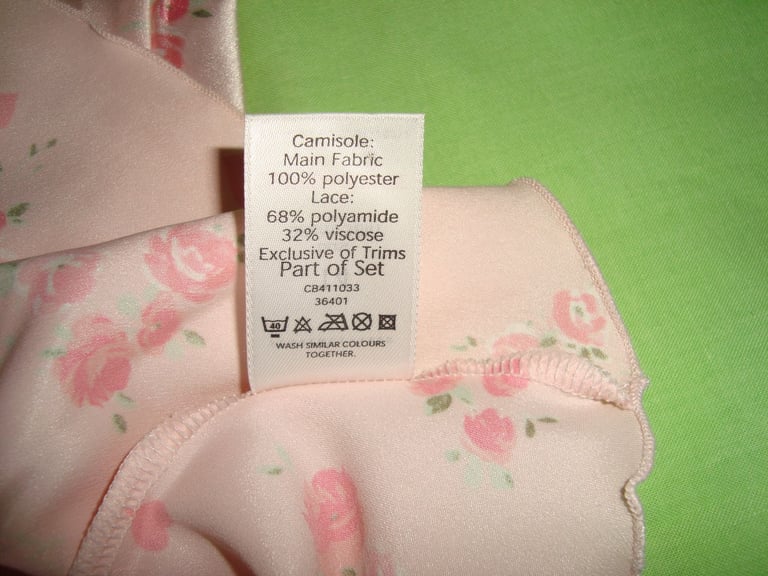 Camisole:
Main Fabric
100% polyester
Lace:
68% polyamide
32% viscose
Exclusive of Trims
Part of Set
CB411033
36401
40
WASH SIMILAR COLOURS
TOGETHER.